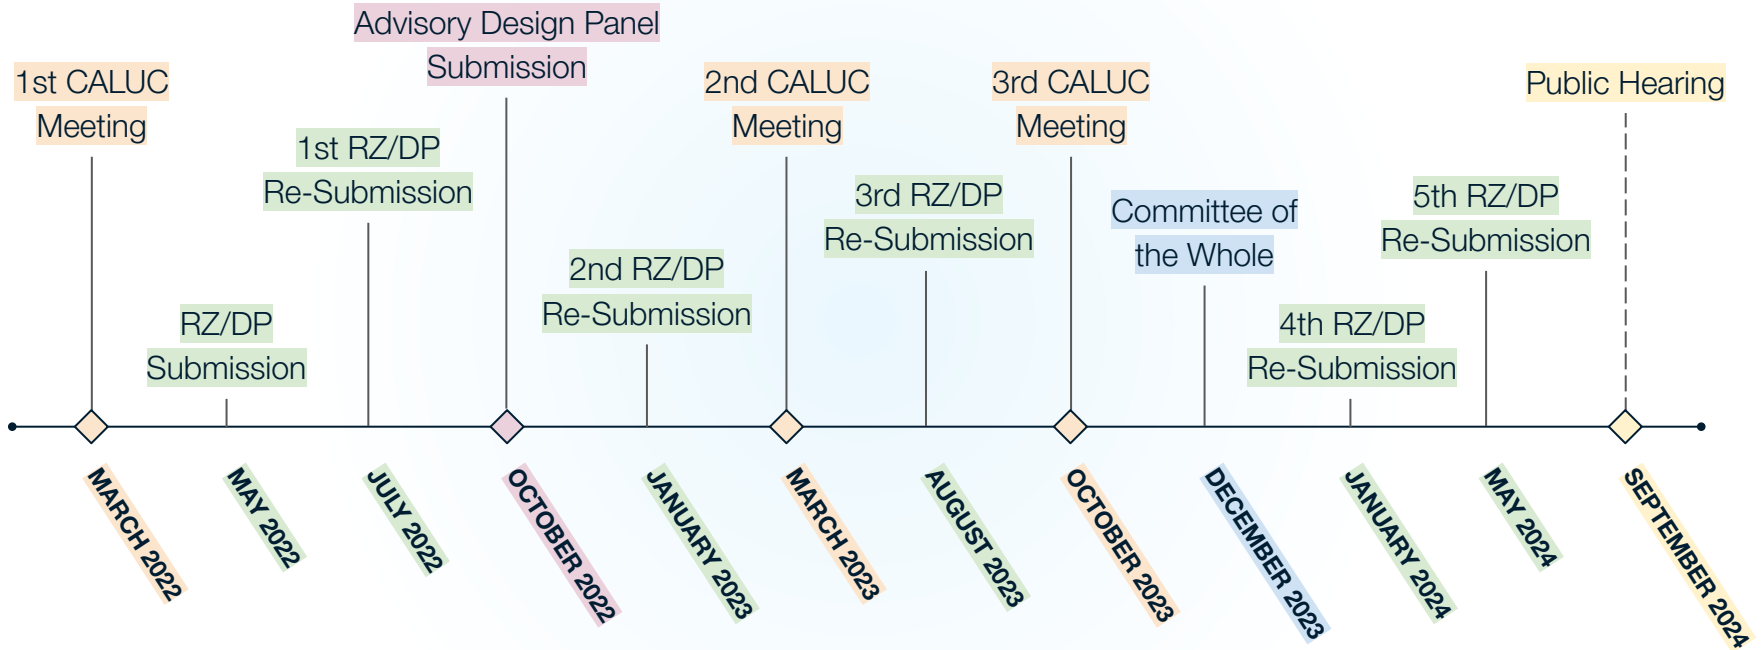 1st CALUC
Meeting
RZ/DP
Submission
1st RZ/DP
Re-Submission
Advisory Design Panel
Submission
2nd RZ/DP
Re-Submission
2nd CALUC
Meeting
3rd RZ/DP
Re-Submission
3rd CALUC
Meeting
Committee of
the Whole
4th RZ/DP
Re-Submission
5th RZ/DP
Re-Submission
Public Hearing
MARCH 2022
MAY 2022
JULY 2022
OCTOBER 2022
JANUARY 2023
MARCH 2023
AUGUST 2023
OCTOBER 2023
DECEMBER 2023
JANUARY 2024
MAY 2024
SEPTEMBER 2024